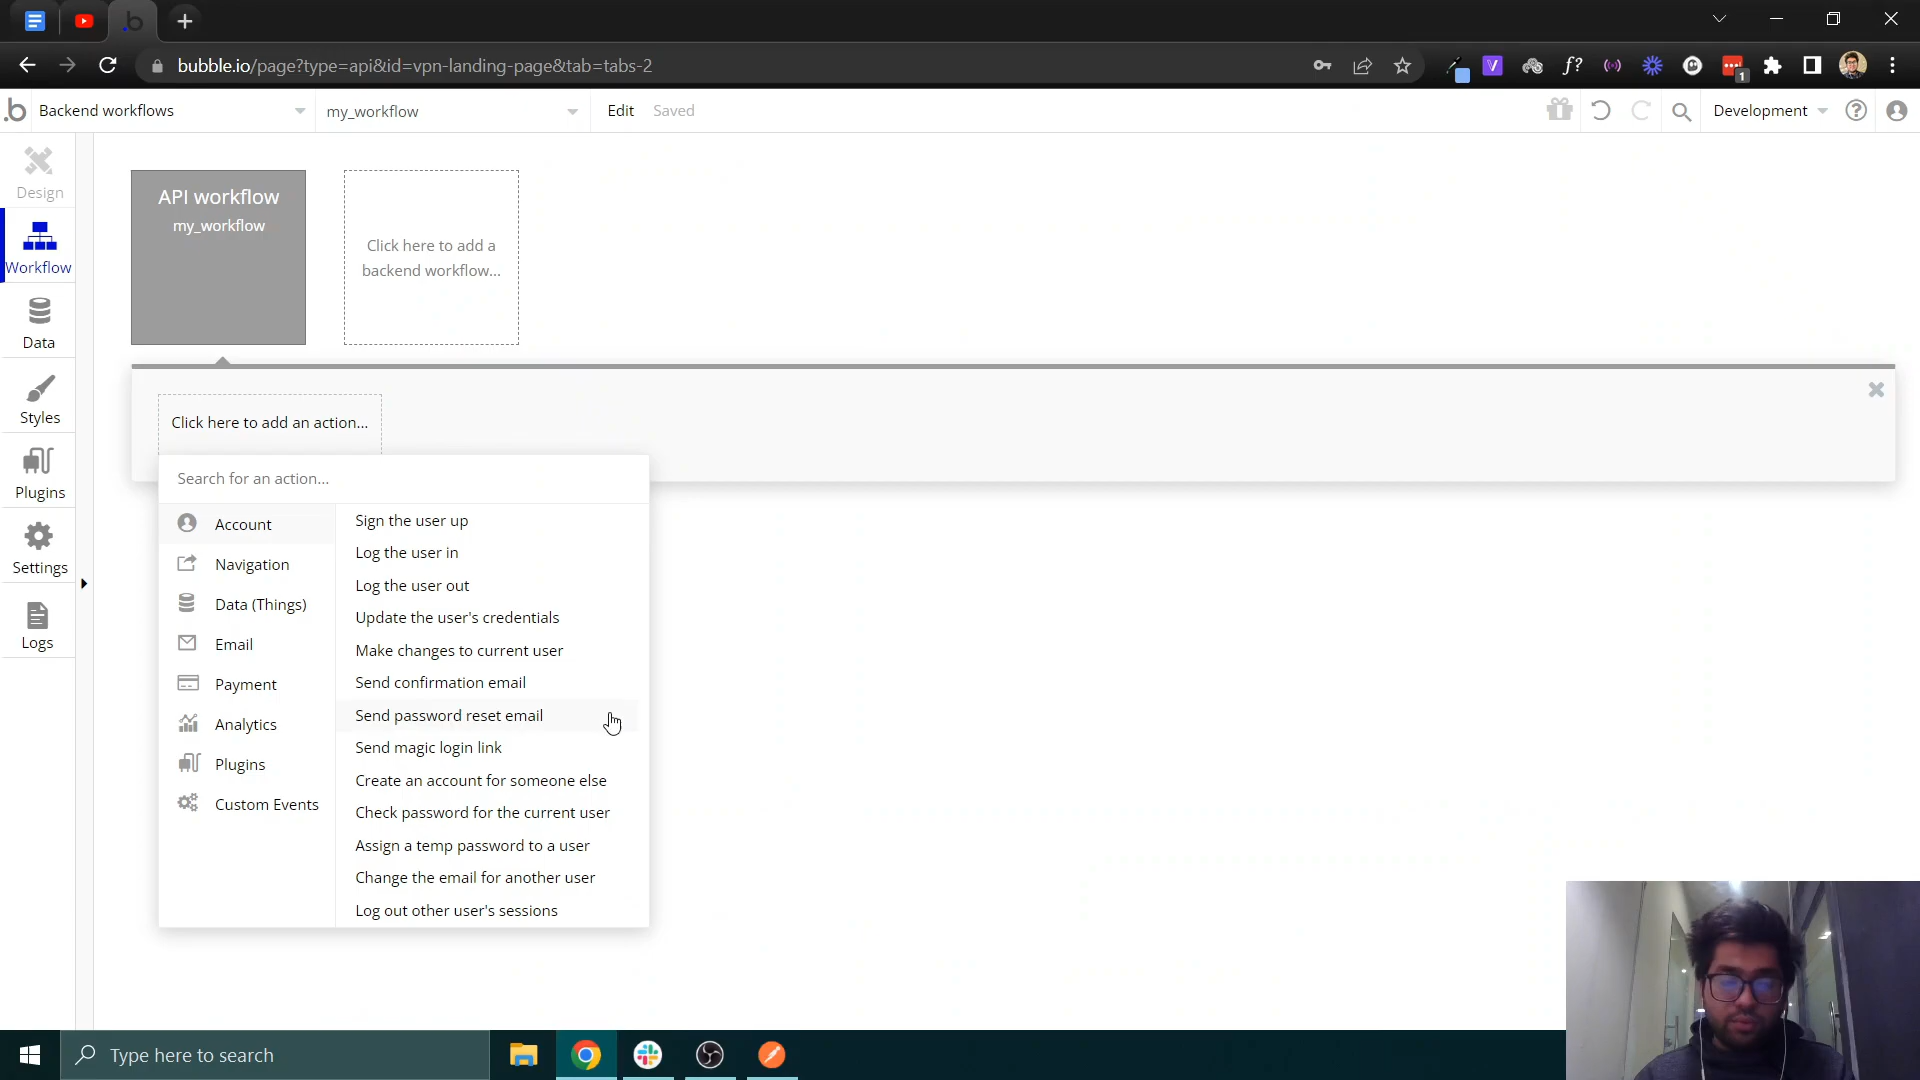 bubble.io/page?type=api&id=vpn-landing-page&tab=tabs-2
1
Backend workflows
my_workflow
Edit
Saved
Development
Design
Workflow
Data
Styles
Plugins
Settings
Logs
API workflow
my_workflow
Click here to add a
backend workflow...
Click here to add an action...
Search for an action...
Account
Navigation
Data (Things)
Email
Payment
Analytics
Plugins
Custom Events
Sign the user up
Log the user in
Log the user out
Update the user's credentials
Make changes to current user
Send confirmation email
Send password reset email
Send magic login link
Create an account for someone else
Check password for the current user
Assign a temp password to a user
Change the email for another user
Log out other user's sessions
Type here to search